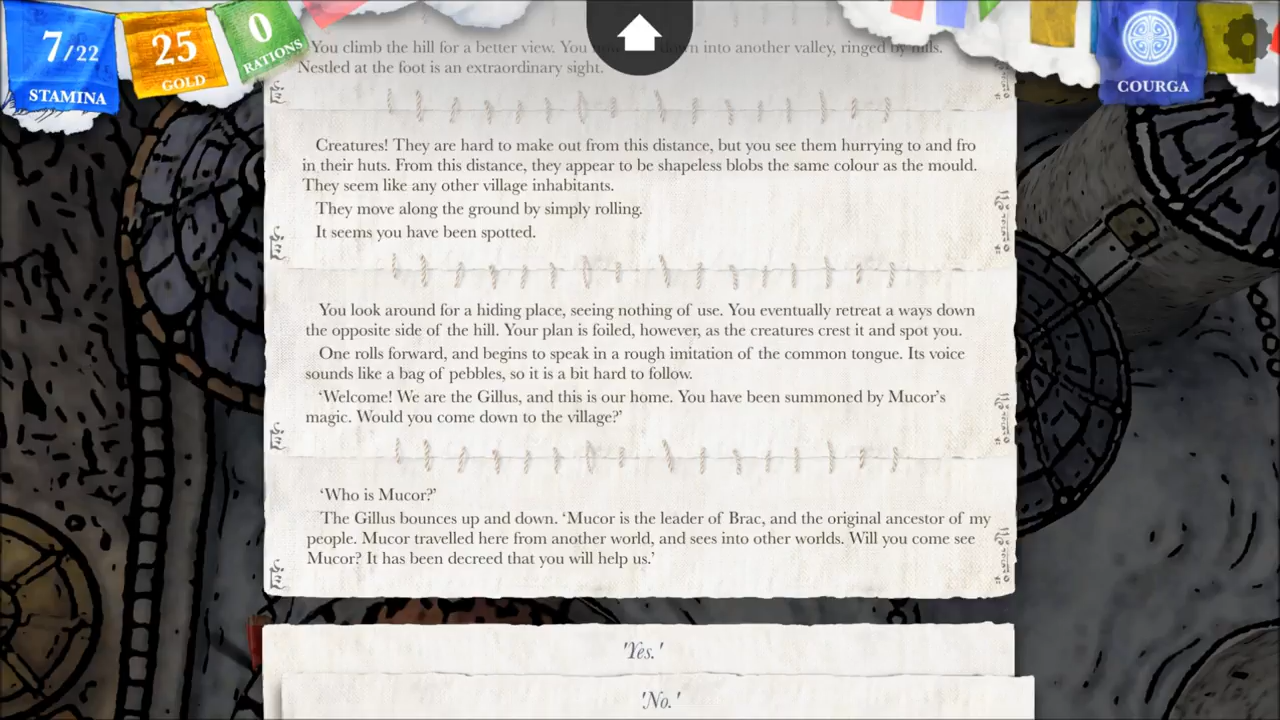 7/22
STAMINA
25
GOLD
0
RATIONS
COURGA
You climb the hill for a better view. You down into another valley, ringed by hills.
Nestled at the foot is an extraordinary sight.
Creatures! They are hard to make out from this distance, but you see them hurrying to and fro
in their huts. From this distance, they appear to be shapeless blobs the same colour as the mould.
They seem like any other village inhabitants.
They move along the ground by simply rolling.
It seems you have been spotted.
You look around for a hiding place, seeing nothing of use. You eventually retreat a ways down
the opposite side of the hill. Your plan is foiled, however, as the creatures crest it and spot you.
One rolls forward, and begins to speak in a rough imitation of the common tongue. Its voice
sounds like a bag of pebbles, so it is a bit hard to follow.
‘Welcome! We are the Gillus, and this is our home. You have been summoned by Mucor’s
magic. Would you come down to the village?’
‘Who is Mucor?’
The Gillus bounces up and down. ‘Mucor is the leader of Brac, and the original ancestor of my
people. Mucor travelled here from another world, and sees into other worlds. Will you come see
Mucor? It has been decreed that you will help us.’
'Yes.'
'No.'